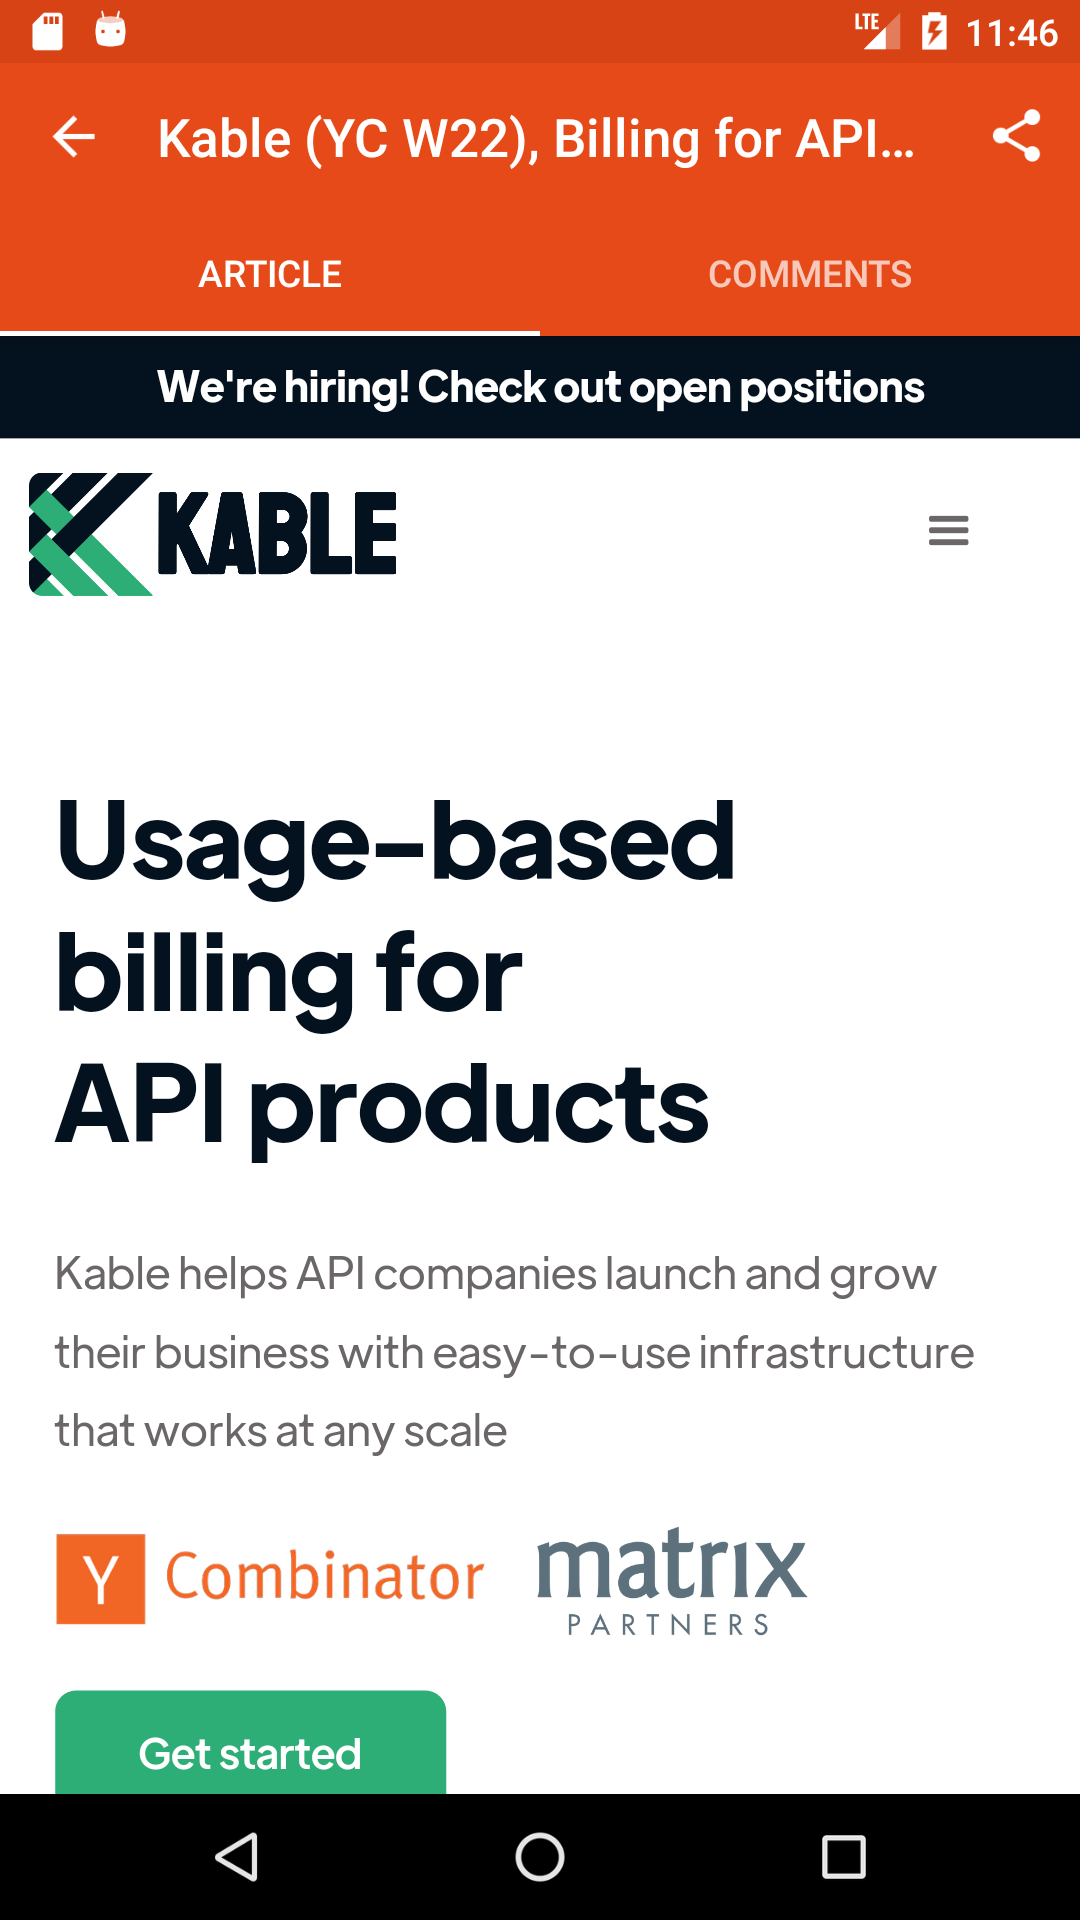 LTE 11:46
Kable (YC W22), Billing for API...
ARTICLE COMMENTS
We're hiring! Check out open positions
KABLE
Usage-based
billing for
API products
Kable helps API companies launch and grow
their business with easy-to-use infrastructure
that works at any scale
Y Combinator matrix
PARTNERS
Get started